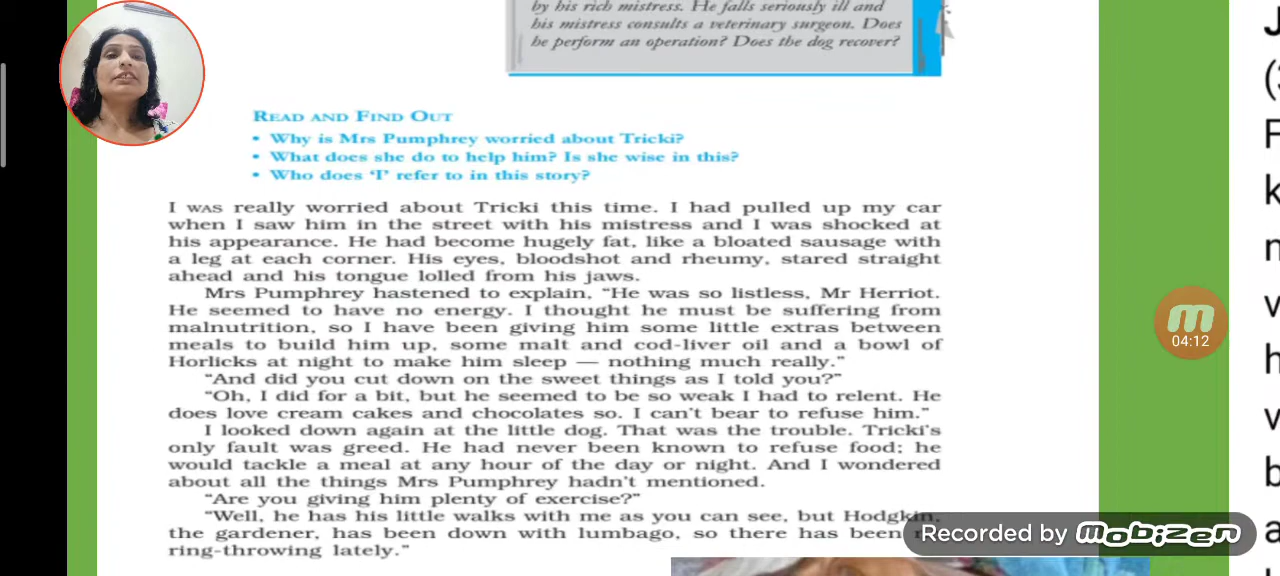 by his rich mistress. He falls seriously ill and
his mistress consults a veterinary surgeon. Does
he perform an operation? Does the dog recover?
READ AND FIND OUT
• Why is Mrs Pumphrey worried about Tricki?
• What does she do to help him? Is she wise in this?
• Who does ‘I’ refer to in this story?
I WAS really worried about Tricki this time. I had pulled up my car
when I saw him in the street with his mistress and I was shocked at
his appearance. He had become hugely fat, like a bloated sausage with
a leg at each corner. His eyes, bloodshot and rheumy, stared straight
ahead and his tongue lolled from his jaws.
Mrs Pumphrey hastened to explain, “He was so listless, Mr Herriot.
He seemed to have no energy. I thought he must be suffering from
malnutrition, so I have been giving him some little extras between
meals to build him up, some malt and cod-liver oil and a bowl of
Horlicks at night to make him sleep — nothing much really.”
“And did you cut down on the sweet things as I told you?”
“Oh, I did for a bit, but he seemed to be so weak I had to relent. He
does love cream cakes and chocolates so. I can’t bear to refuse him.”
I looked down again at the little dog. That was the trouble. Tricki’s
only fault was greed. He had never been known to refuse food; he
would tackle a meal at any hour of the day or night. And I wondered
about all the things Mrs Pumphrey hadn’t mentioned.
“Are you giving him plenty of exercise?”
“Well, he has his little walks with me as you can see, but Hodgkin,
the gardener, has been down with lumbago, so there has been
ring-throwing lately.”
04:12
Recorded by mobizen